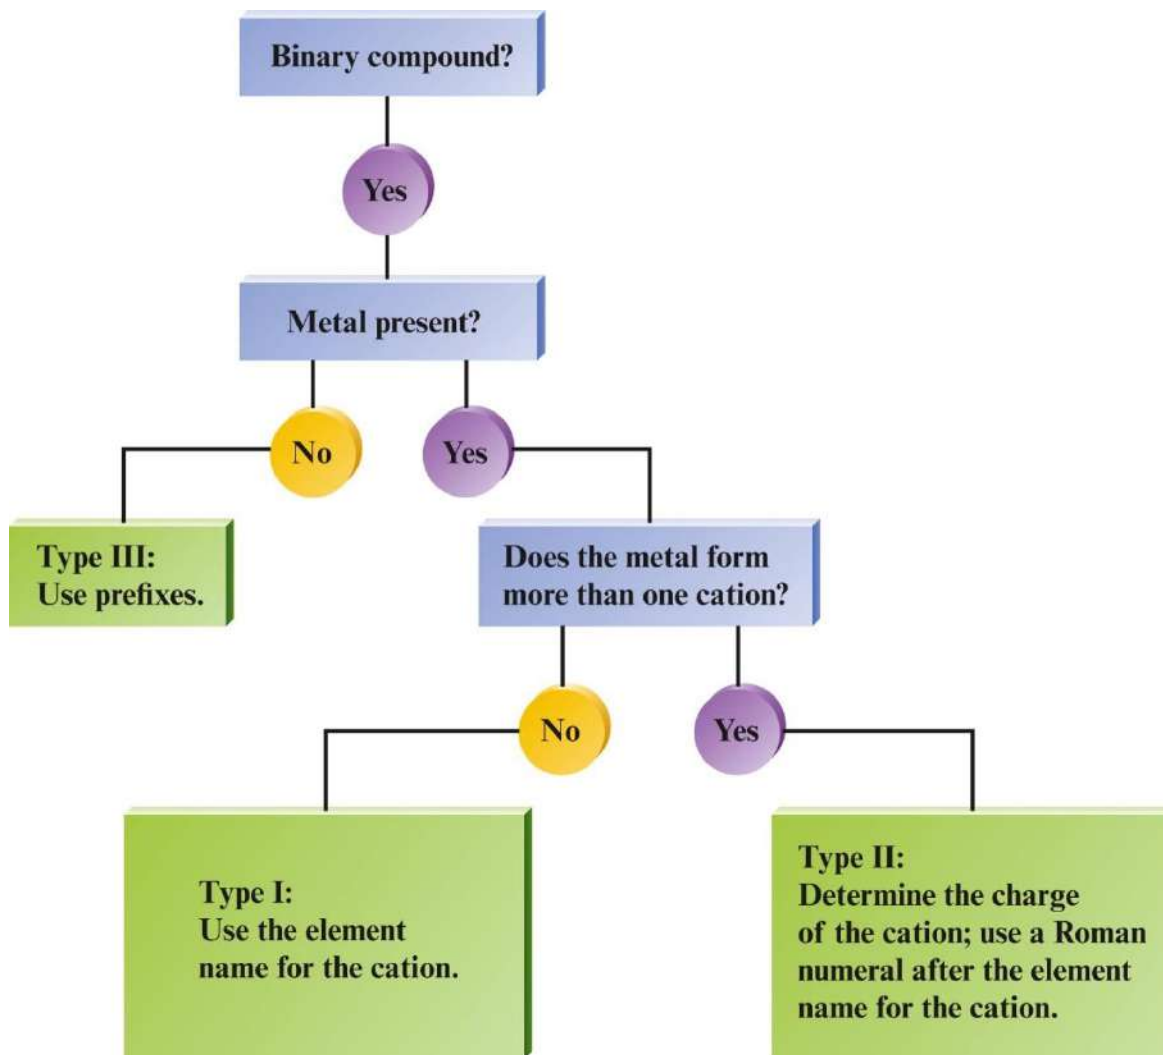 Binary compound?
Yes
Metal present?
No
Yes
Type III:
Use prefixes.
Does the metal form
more than one cation?
No
Yes
Type I:
Use the element
name for the cation.
Type II:
Determine the charge
of the cation; use a Roman
numeral after the element
name for the cation.